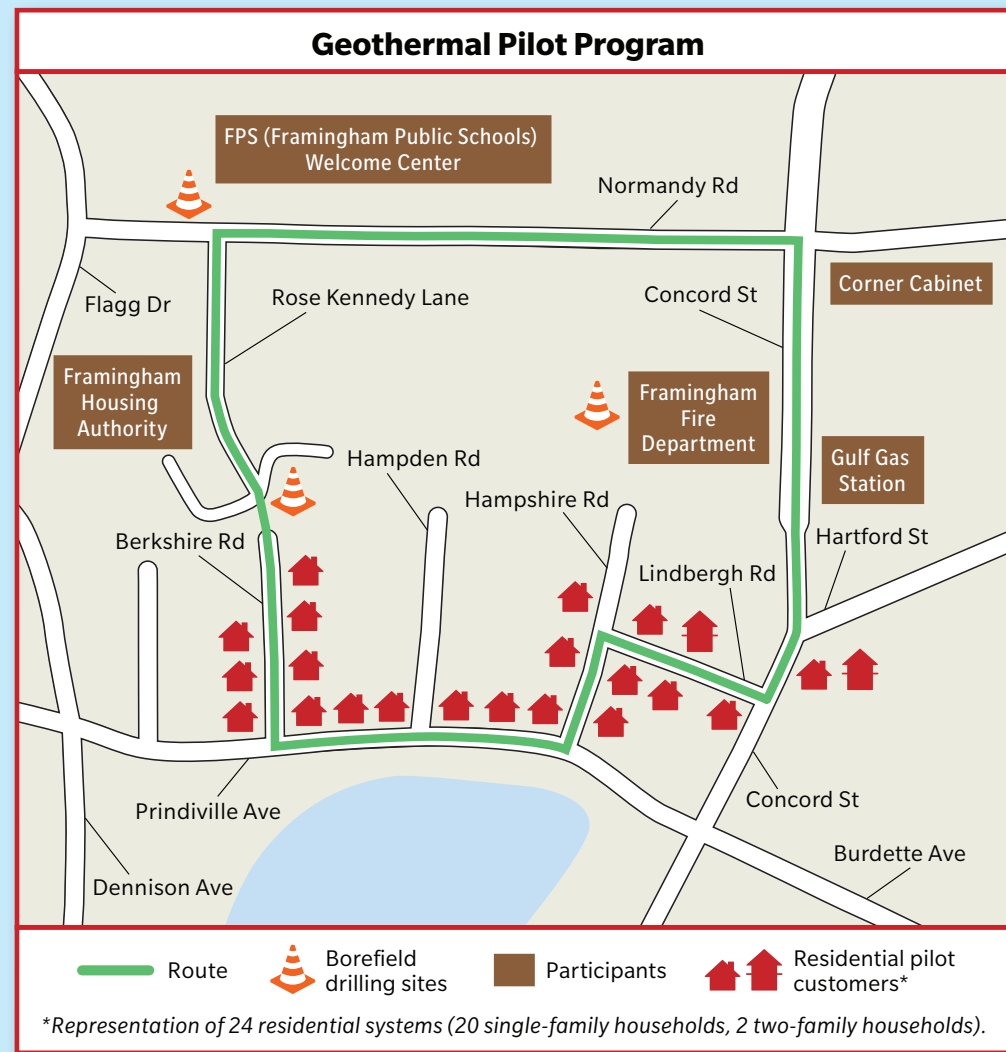 Geothermal Pilot Program
FPS (Framingham Public Schools)
Welcome Center
Normandy Rd
Flagg Dr
Rose Kennedy Lane
Concord St
Corner Cabinet
Framingham
Housing
Authority
Framingham
Fire
Department
Gulf Gas
Station
Hampden Rd
Hampshire Rd
Berkshire Rd
Hartford St
Lindbergh Rd
Prindiville Ave
Concord St
Burdette Ave
Dennison Ave
Route
Borefield
drilling sites
Participants
Residential pilot
customers*
*Representation of 24 residential systems (20 single-family households, 2 two-family households).